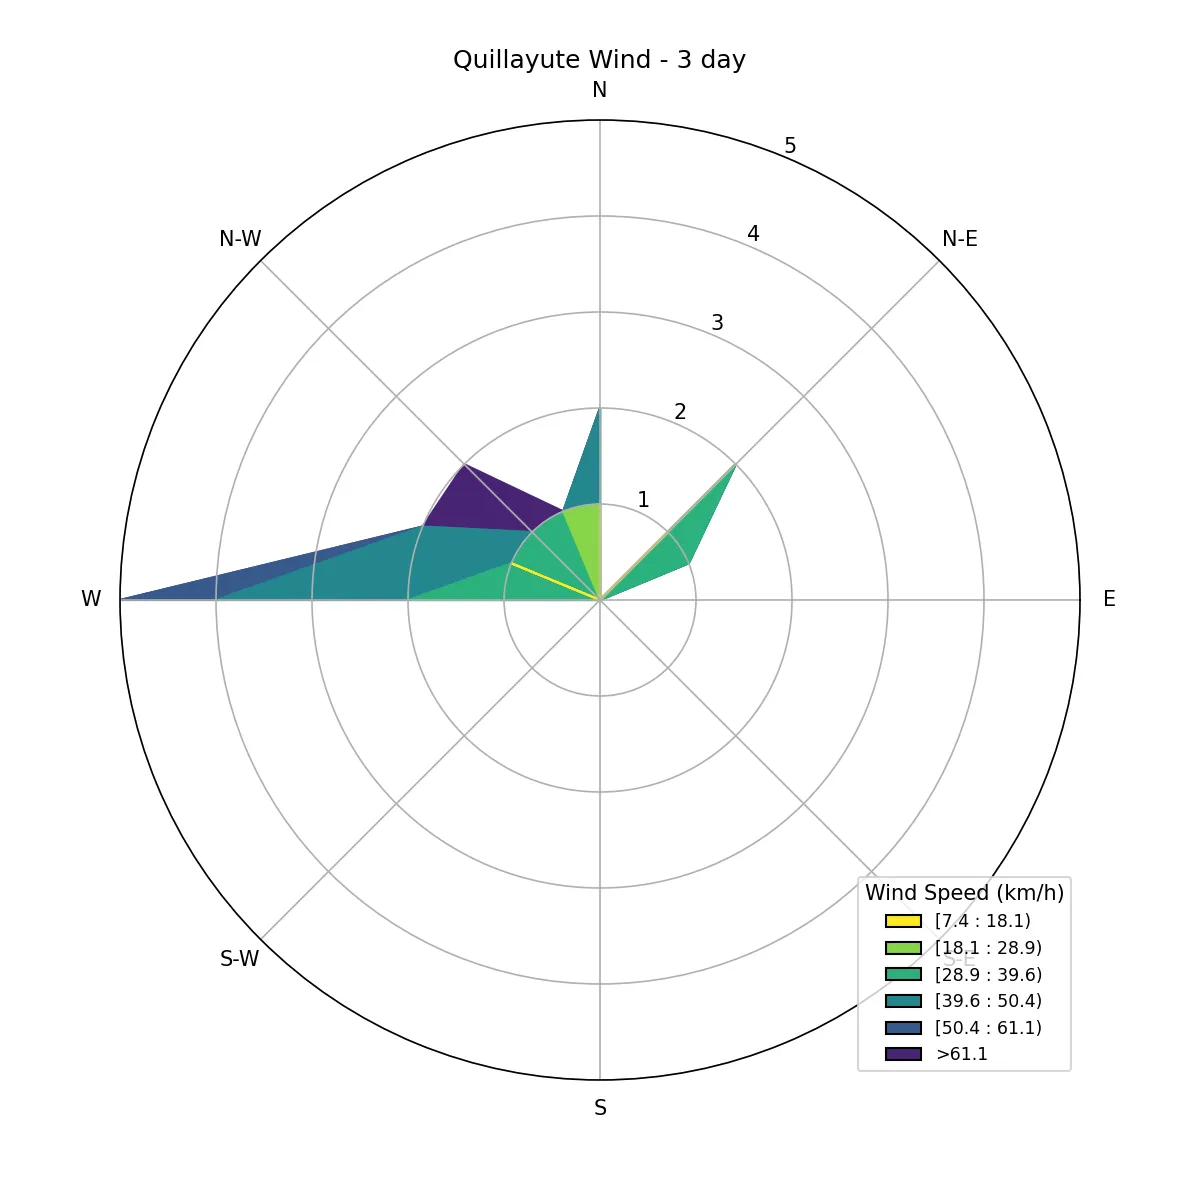 Quillayute Wind - 3 day
N
5
N-W
N-E
4
3
2
1
W
E
S-W
S-E
S
Wind Speed (km/h)
[7.4 : 18.1)
[18.1 : 28.9)
[28.9 : 39.6)
[39.6 : 50.4)
[50.4 : 61.1)
>61.1